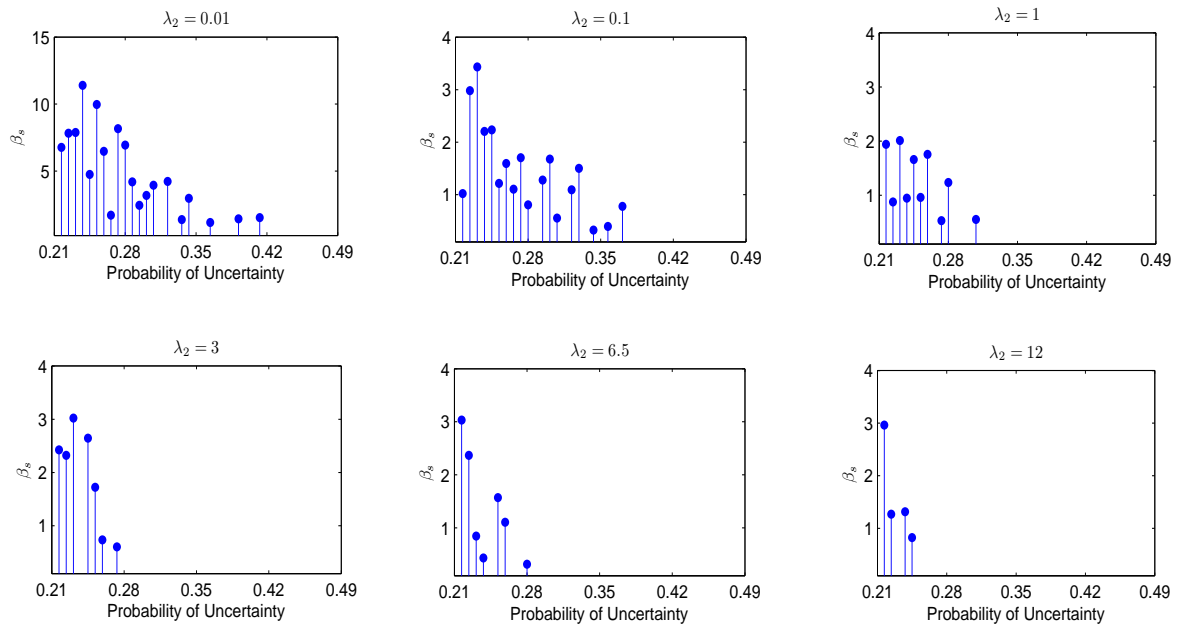 λ₂ = 0.01
15
10
5
β_s
0.21 0.28 0.35 0.42 0.49
Probability of Uncertainty
λ₂ = 0.1
4
3
2
1
β_s
0.21 0.28 0.35 0.42 0.49
Probability of Uncertainty
λ₂ = 1
4
3
2
1
β_s
0.21 0.28 0.35 0.42 0.49
Probability of Uncertainty
λ₂ = 3
4
3
2
1
β_s
0.21 0.28 0.35 0.42 0.49
Probability of Uncertainty
λ₂ = 6.5
4
3
2
1
β_s
0.21 0.28 0.35 0.42 0.49
Probability of Uncertainty
λ₂ = 12
4
3
2
1
β_s
0.21 0.28 0.35 0.42 0.49
Probability of Uncertainty